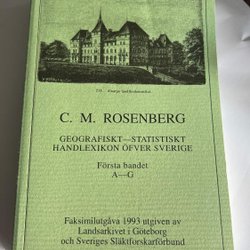 C. M. ROSENBERG
GEOGRAFISKT—STATISTISKT
HANDLEXIKON ÖFVER SVERIGE
Första bandet
A—G
Faksimilutgåva 1993 utgiven av
Landsarkivet i Göteborg
och Sveriges Släktforskarförbund